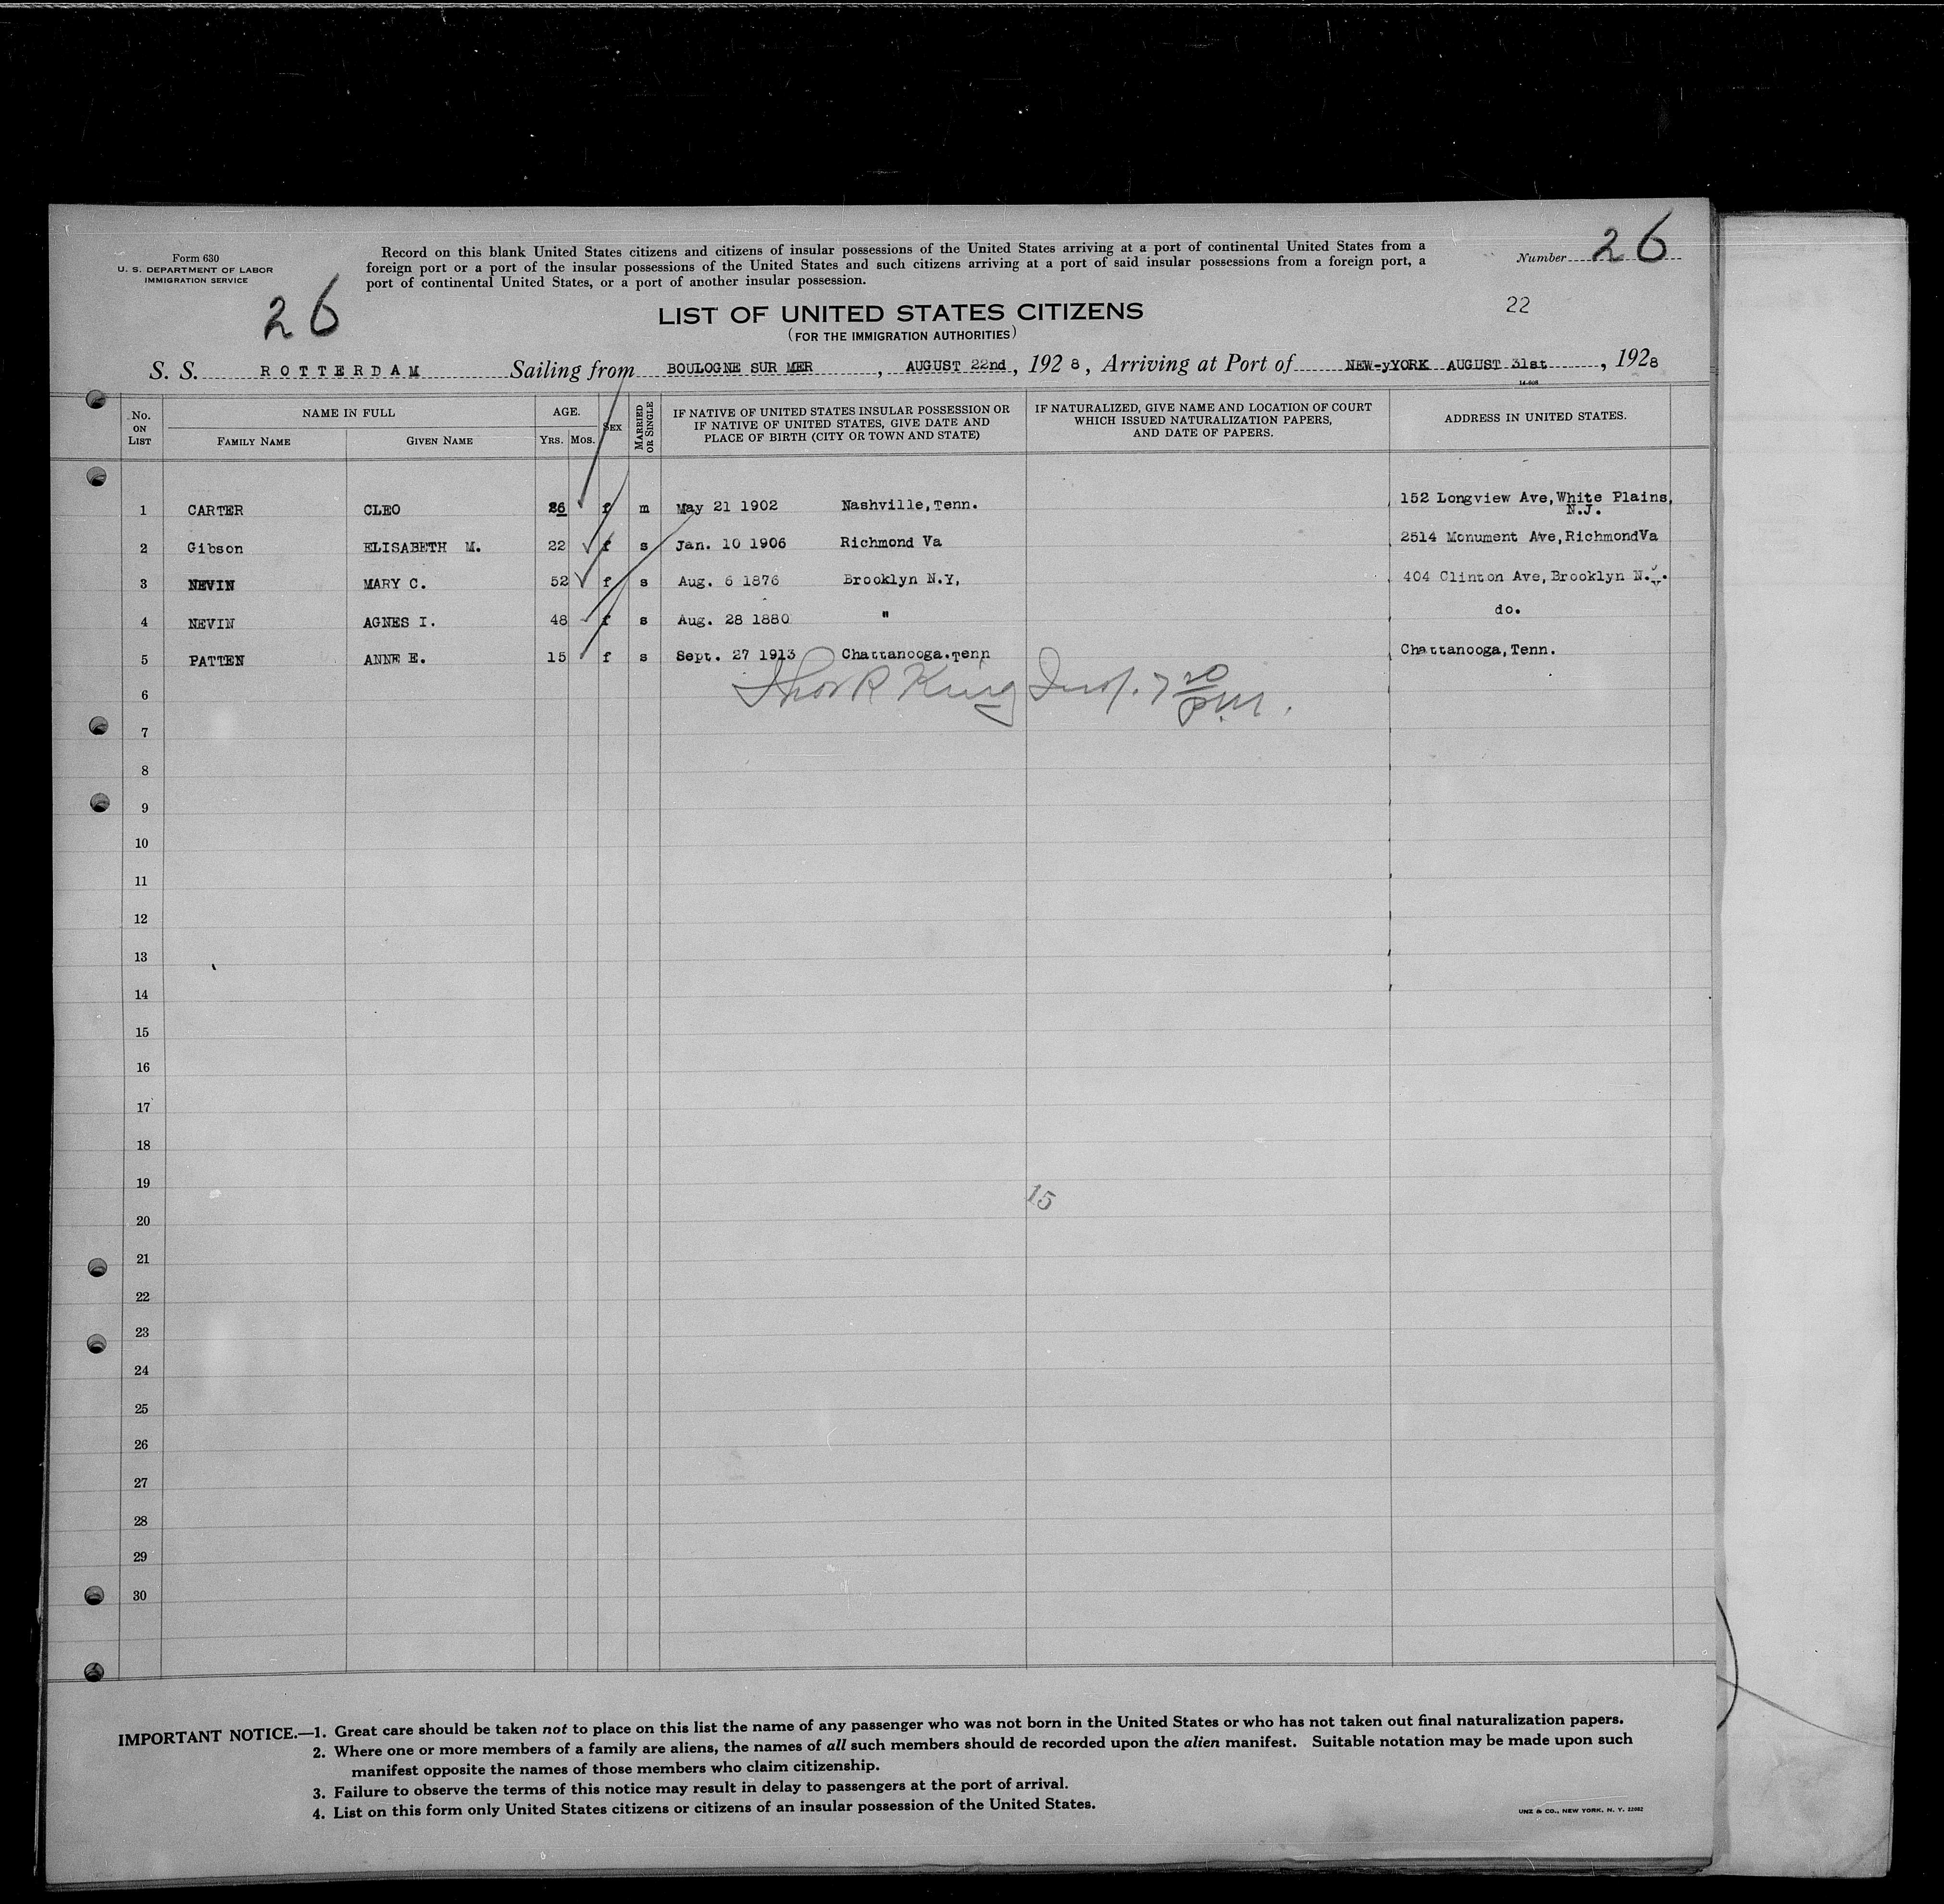 Form 630
U. S. DEPARTMENT OF LABOR
IMMIGRATION SERVICE
26
Record on this blank United States citizens and citizens of insular possessions of the United States arriving at a port of continental United States from a
foreign port or a port of the insular possessions of the United States and such citizens arriving at a port of said insular possessions from a foreign port, a
port of continental United States, or a port of another insular possession.
Number 26
22
LIST OF UNITED STATES CITIZENS
(FOR THE IMMIGRATION AUTHORITIES)
S. S. ROTTERDAM Sailing from BOULOGNE SUR MER, AUGUST 22nd, 1928, Arriving at Port of NEW-yYORK AUGUST 31st, 1928
No. ON LIST NAME IN FULL AGE. SEX MARRIED OR SINGLE IF NATIVE OF UNITED STATES INSULAR POSSESSION OR IF NATIVE OF UNITED STATES, GIVE DATE AND PLACE OF BIRTH (CITY OR TOWN AND STATE) IF NATURALIZED, GIVE NAME AND LOCATION OF COURT WHICH ISSUED NATURALIZATION PAPERS, AND DATE OF PAPERS. ADDRESS IN UNITED STATES.
FAMILY NAME GIVEN NAME YRS. MOS.
1 CARTER CLEO 26 f m May 21 1902 Nashville,Tenn. 152 Longview Ave,White Plains, N.J.
2 Gibson ELISABETH M. 22 f s Jan. 10 1906 Richmond Va 2514 Monument Ave,RichmondVa
3 NEVIN MARY C. 52 f s Aug. 6 1876 Brooklyn N.Y, 404 Clinton Ave,Brooklyn N.Y.
4 NEVIN AGNES I. 48 f s Aug. 28 1880 " do.
5 PATTEN ANNE E. 15 f s Sept. 27 1913 Chattanooga.Tenn Chattanooga,Tenn.
6 Thos R King Insp. 7 20 PM.
7
8
9
10
11
12
13
14
15
16
17
18
19
15
20
21
22
23
24
25
26
27
28
29
30
IMPORTANT NOTICE.—1. Great care should be taken not to place on this list the name of any passenger who was not born in the United States or who has not taken out final naturalization papers.
2. Where one or more members of a family are aliens, the names of all such members should de recorded upon the alien manifest. Suitable notation may be made upon such
manifest opposite the names of those members who claim citizenship.
3. Failure to observe the terms of this notice may result in delay to passengers at the port of arrival.
4. List on this form only United States citizens or citizens of an insular possession of the United States.
UNZ & CO., NEW YORK, N. Y. 22982